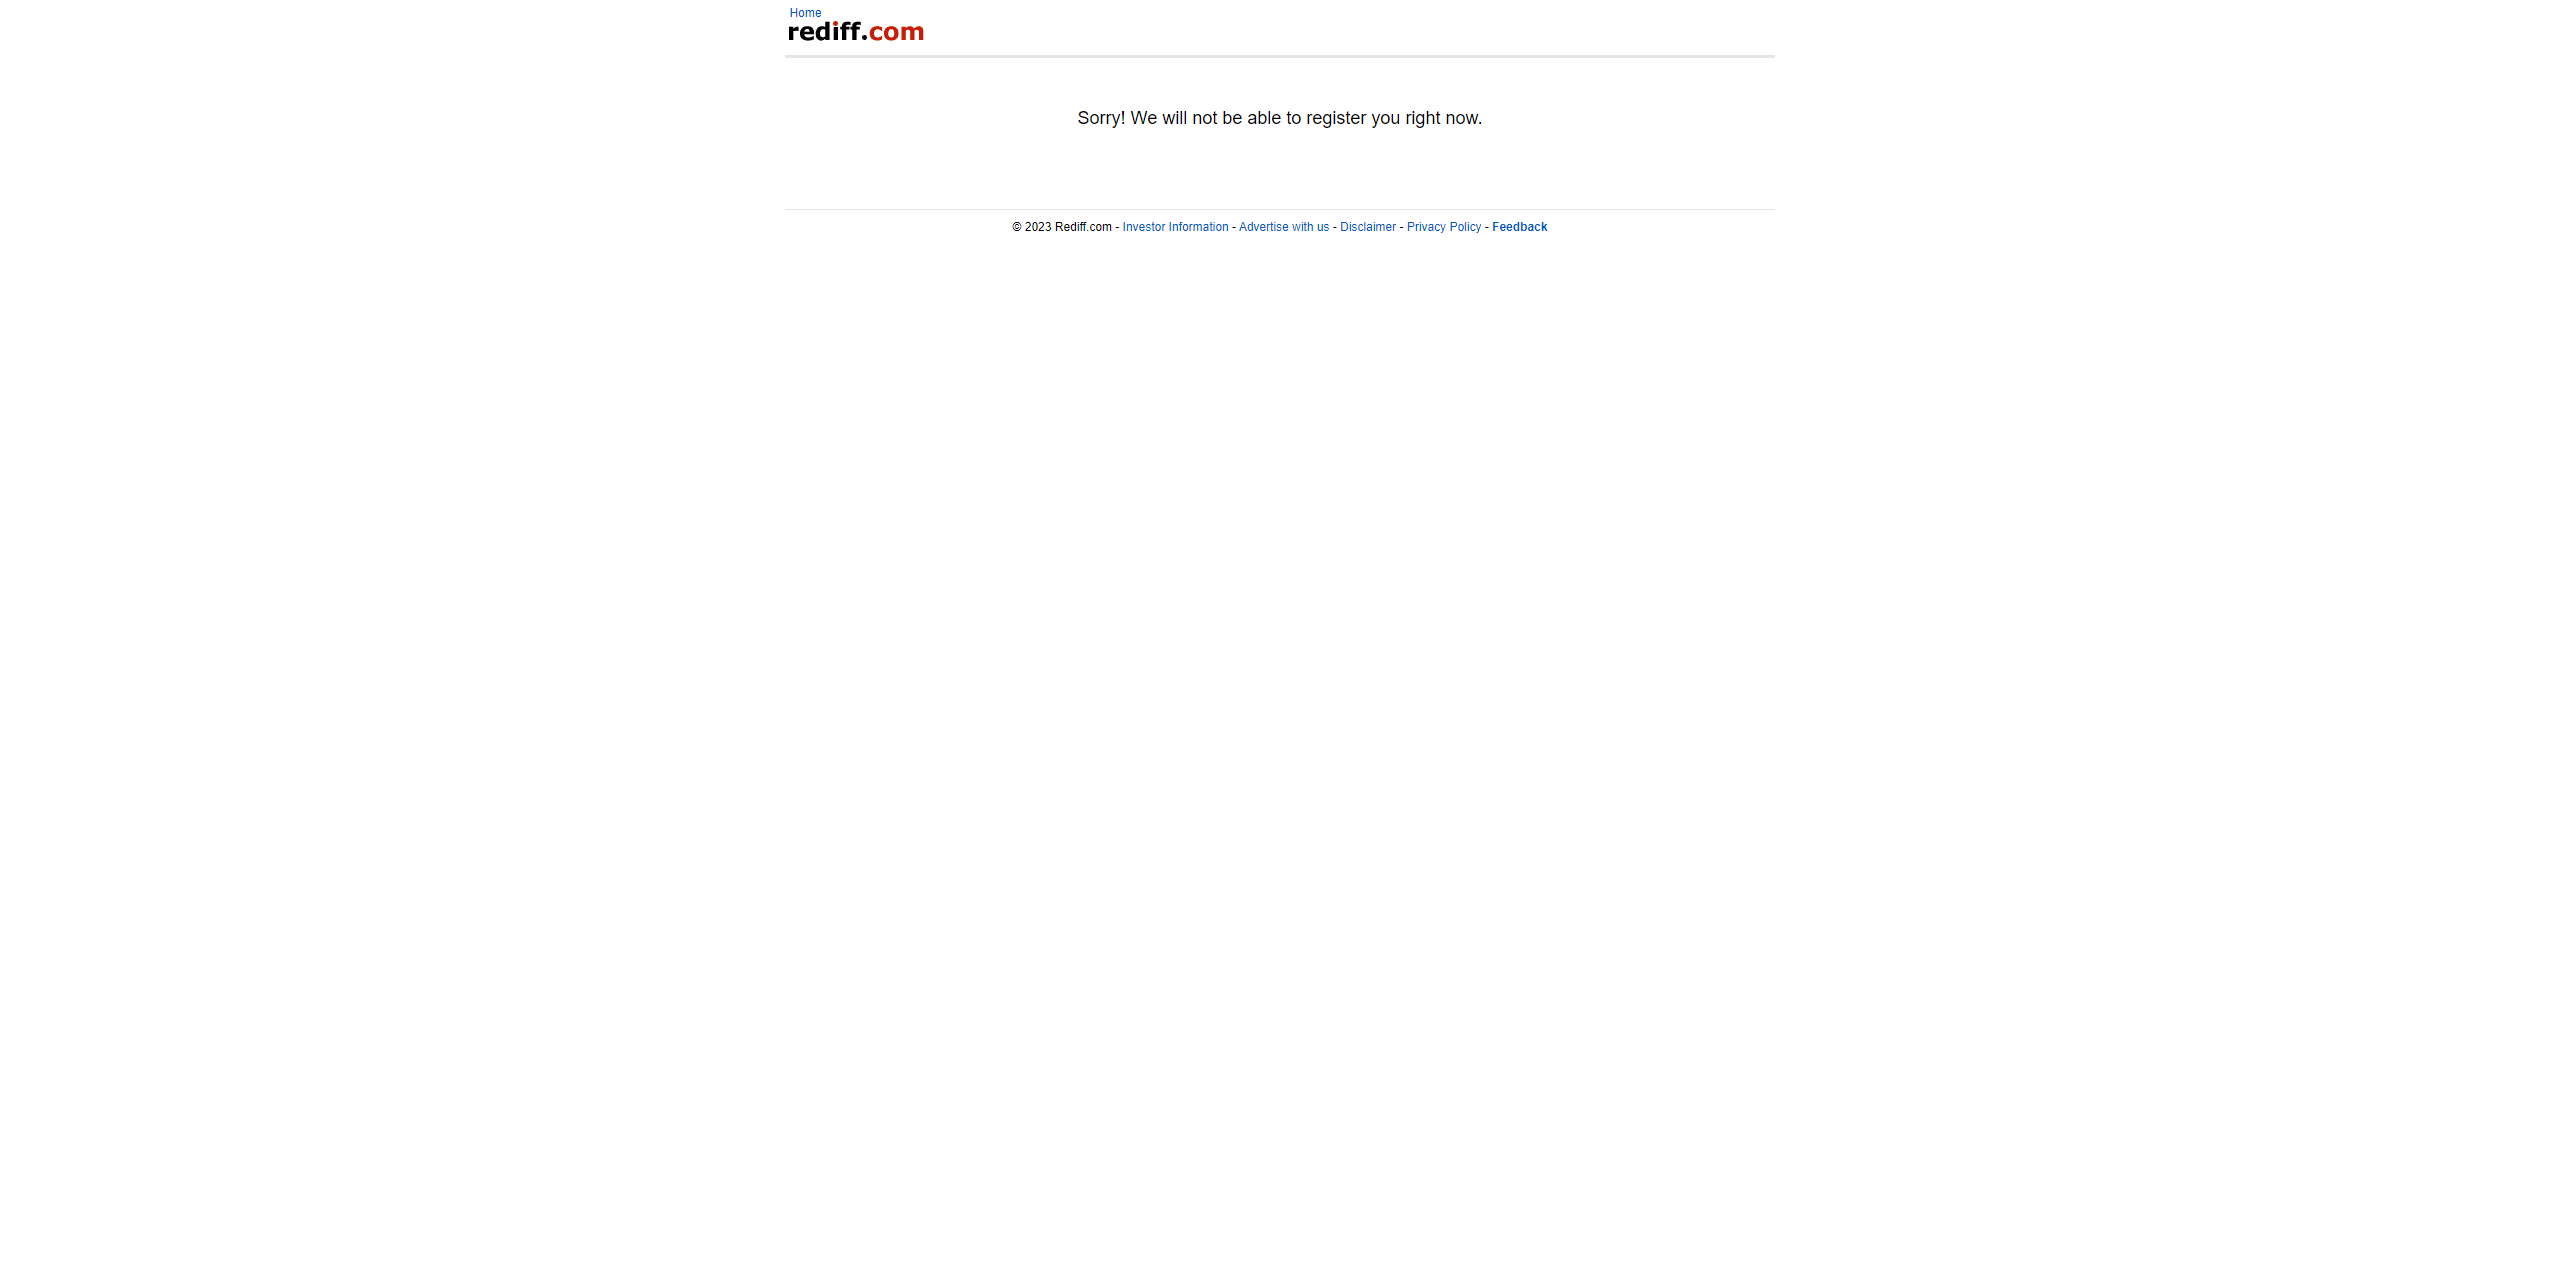 Home
rediff.com
Sorry! We will not be able to register you right now.
© 2023 Rediff.com - Investor Information - Advertise with us - Disclaimer - Privacy Policy - Feedback